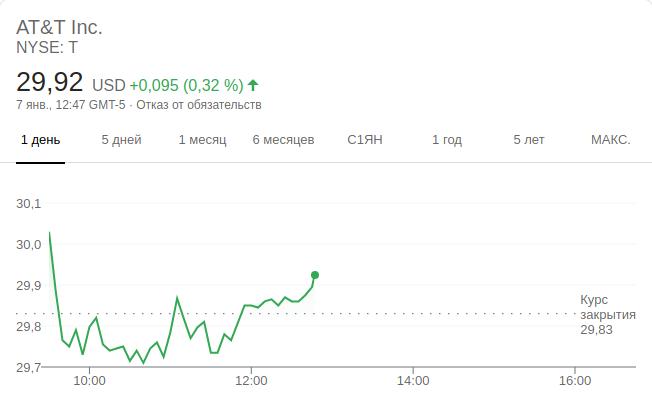 AT&T Inc.
NYSE: T
29,92 USD +0,095 (0,32 %)
7 янв., 12:47 GMT-5 · Отказ от обязательств
1 день 5 дней 1 месяц 6 месяцев С1ЯН 1 год 5 лет МАКС.
30,1
30,0
29,9
Курс
закрытия
29,83
29,8
29,7
10:00 12:00 14:00 16:00